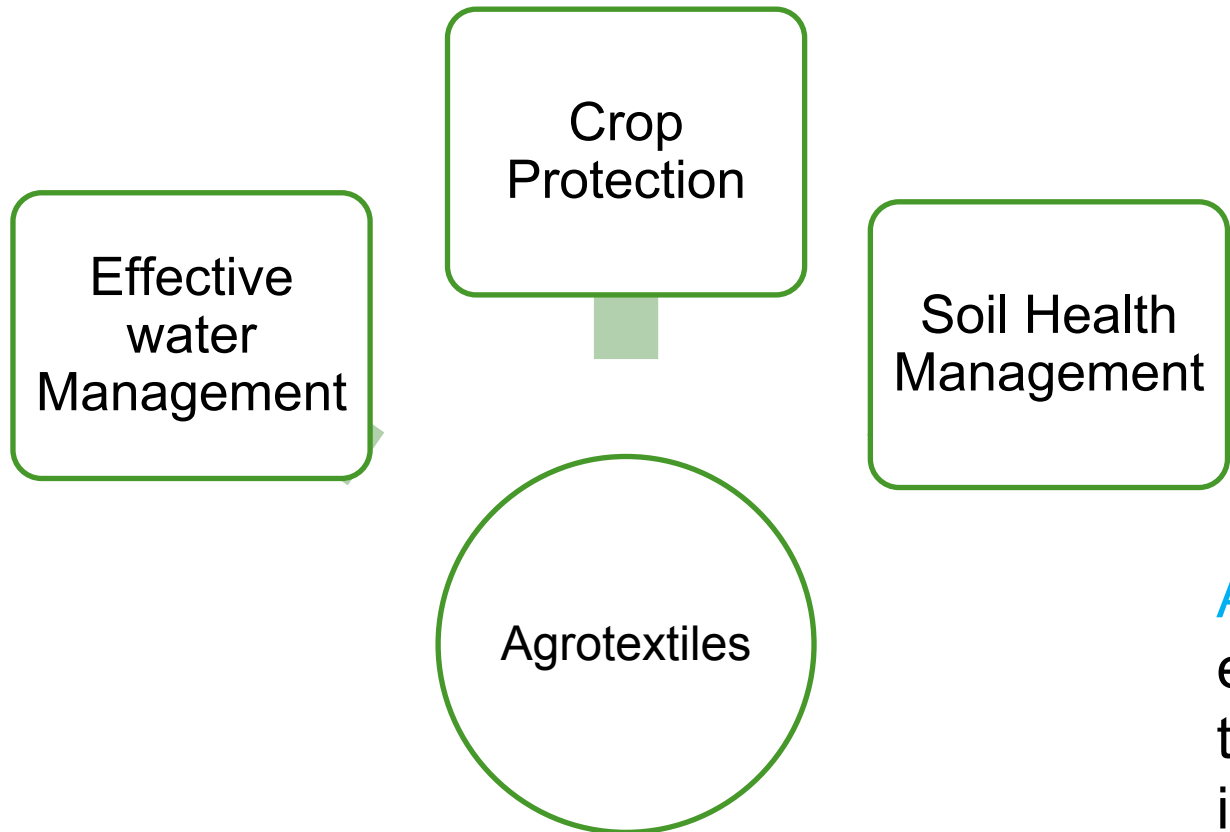 Crop
Protection
Effective
water
Management
Soil Health
Management
Agrotextiles